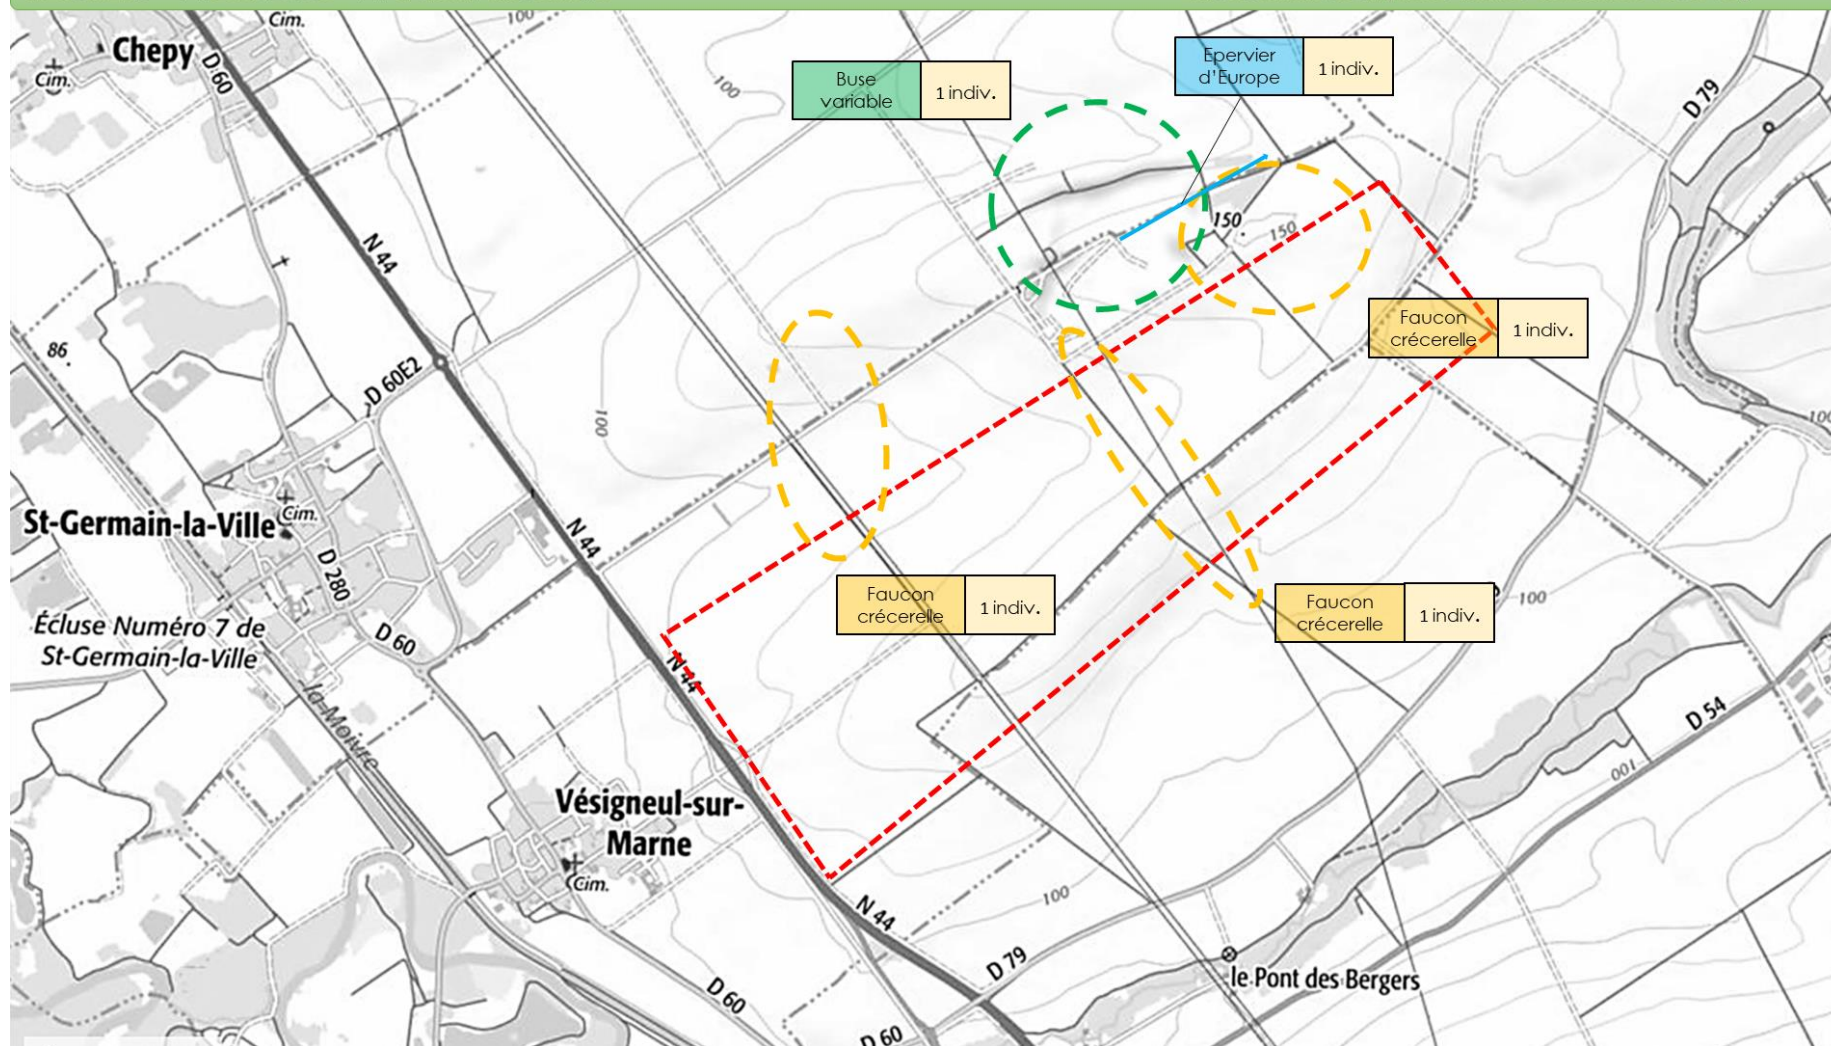 100
Cim.
Chepy
Cim.
D 60
Buse
variable
1 indiv.
Epervier
d'Europe
1 indiv.
D 79
100
N 44
150
150
86
D 60E2
100
Faucon
crécerelle
1 indiv.
100
St-Germain-la-Ville
Cim.
N 44
D 280
Écluse Numéro 7 de
St-Germain-la-Ville
D 60
la Moivre
Faucon
crécerelle
1 indiv.
Faucon
crécerelle
1 indiv.
100
N 44
D 54
100
Vésigneul-sur-
Marne
Cim.
100
N 44
D 79
le Pont des Bergers
D 60
D 60